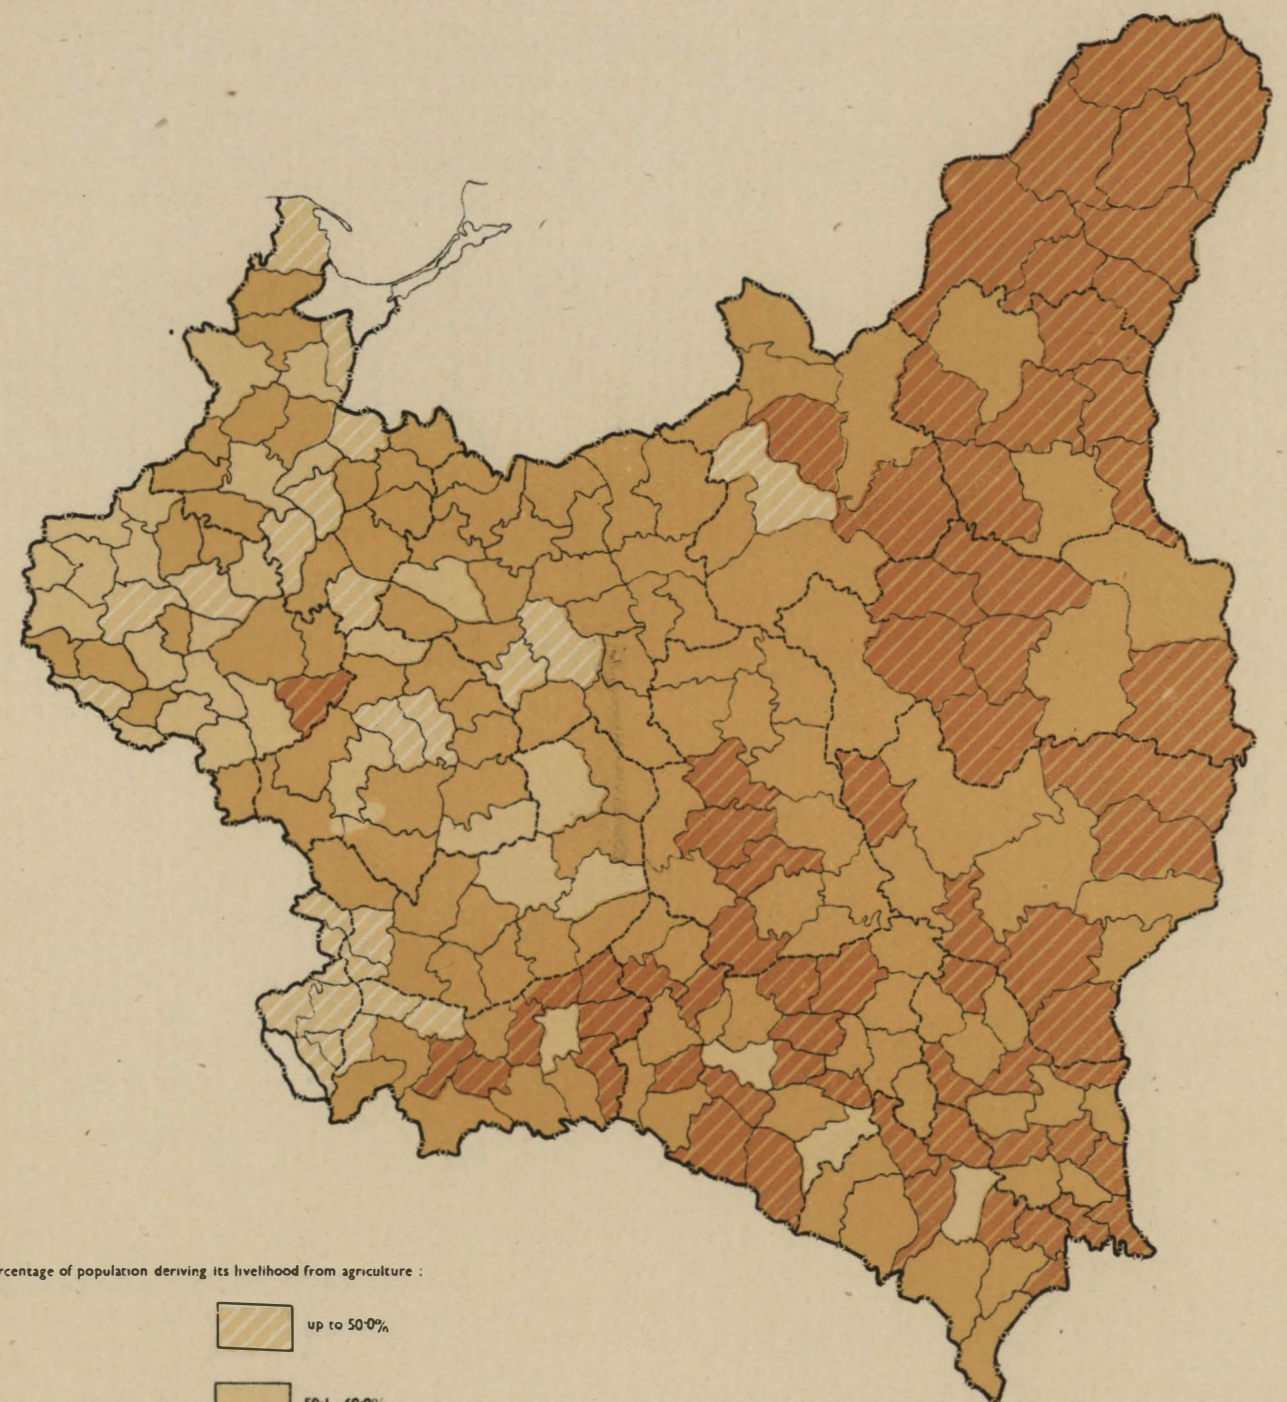 rcentage of population deriving its livelihood from agriculture :
up to 50·0%